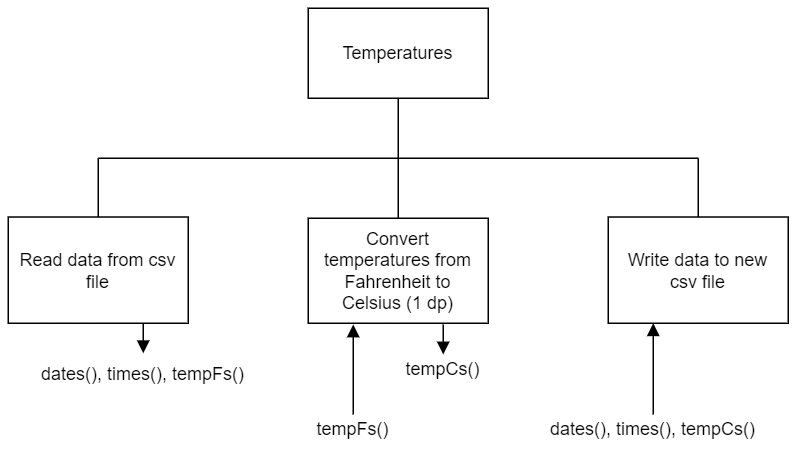 Temperatures
Read data from csv
file
Convert
temperatures from
Fahrenheit to
Celsius (1 dp)
Write data to new
csv file
dates(), times(), tempFs()
tempCs()
tempFs()
dates(), times(), tempCs()